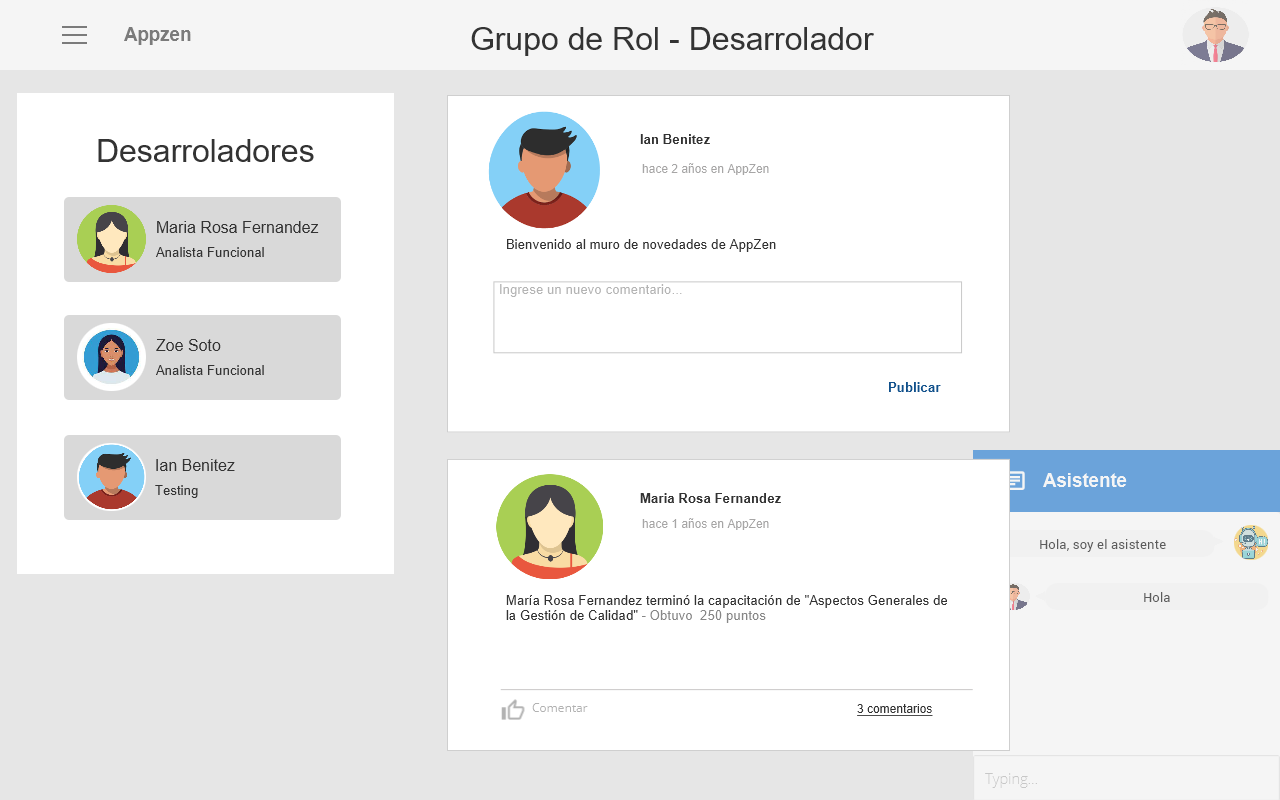 Appzen
Grupo de Rol - Desarrolador
Desarroladores
Maria Rosa Fernandez
Analista Funcional
Zoe Soto
Analista Funcional
Ian Benitez
Testing
Ian Benitez
hace 2 años en AppZen
Bienvenido al muro de novedades de AppZen
Ingrese un nuevo comentario...
Publicar
Maria Rosa Fernandez
hace 1 años en AppZen
María Rosa Fernandez terminó la capacitación de "Aspectos Generales de
la Gestión de Calidad" - Obtuvo 250 puntos
Comentar
3 comentarios
Asistente
Hola, soy el asistente
Hola
Typing...